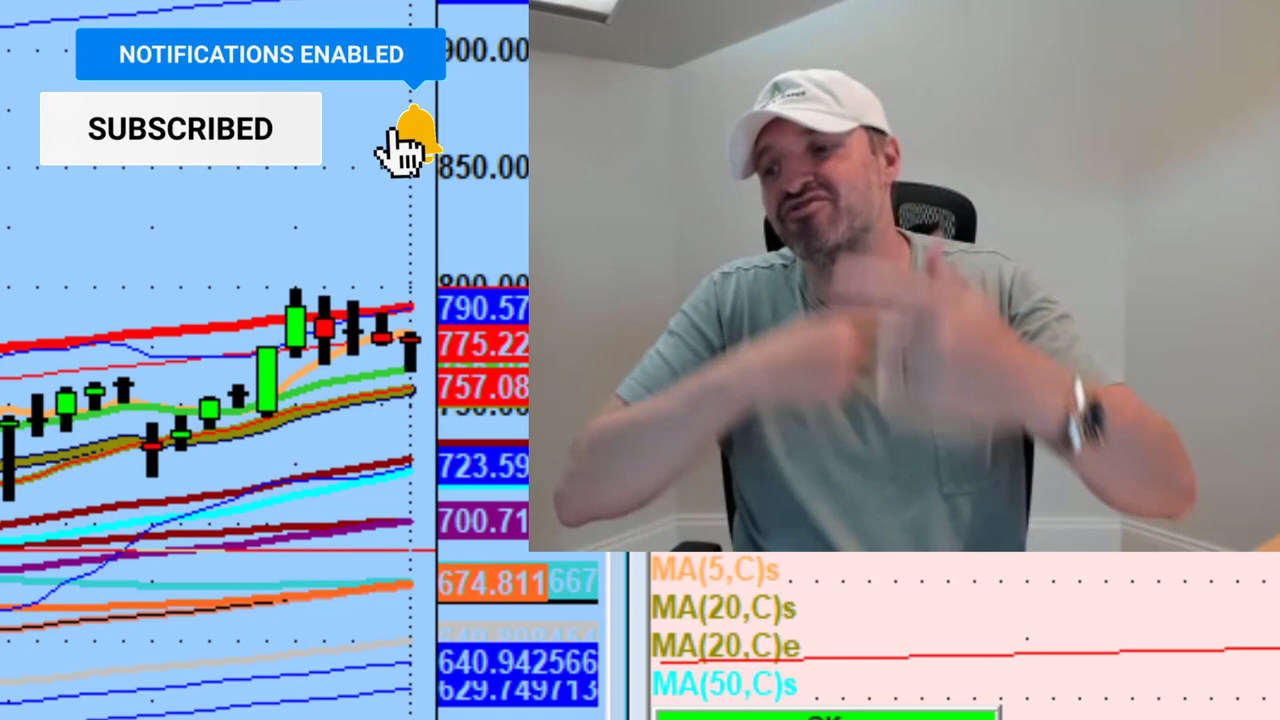 NOTIFICATIONS ENABLED
SUBSCRIBED
900.00
850.00
800.00
790.57
775.22
757.08
723.59
700.71
674.811
667
640.942566
629.749713
MA(5,C)s
MA(20,C)s
MA(20,C)e
MA(50,C)s